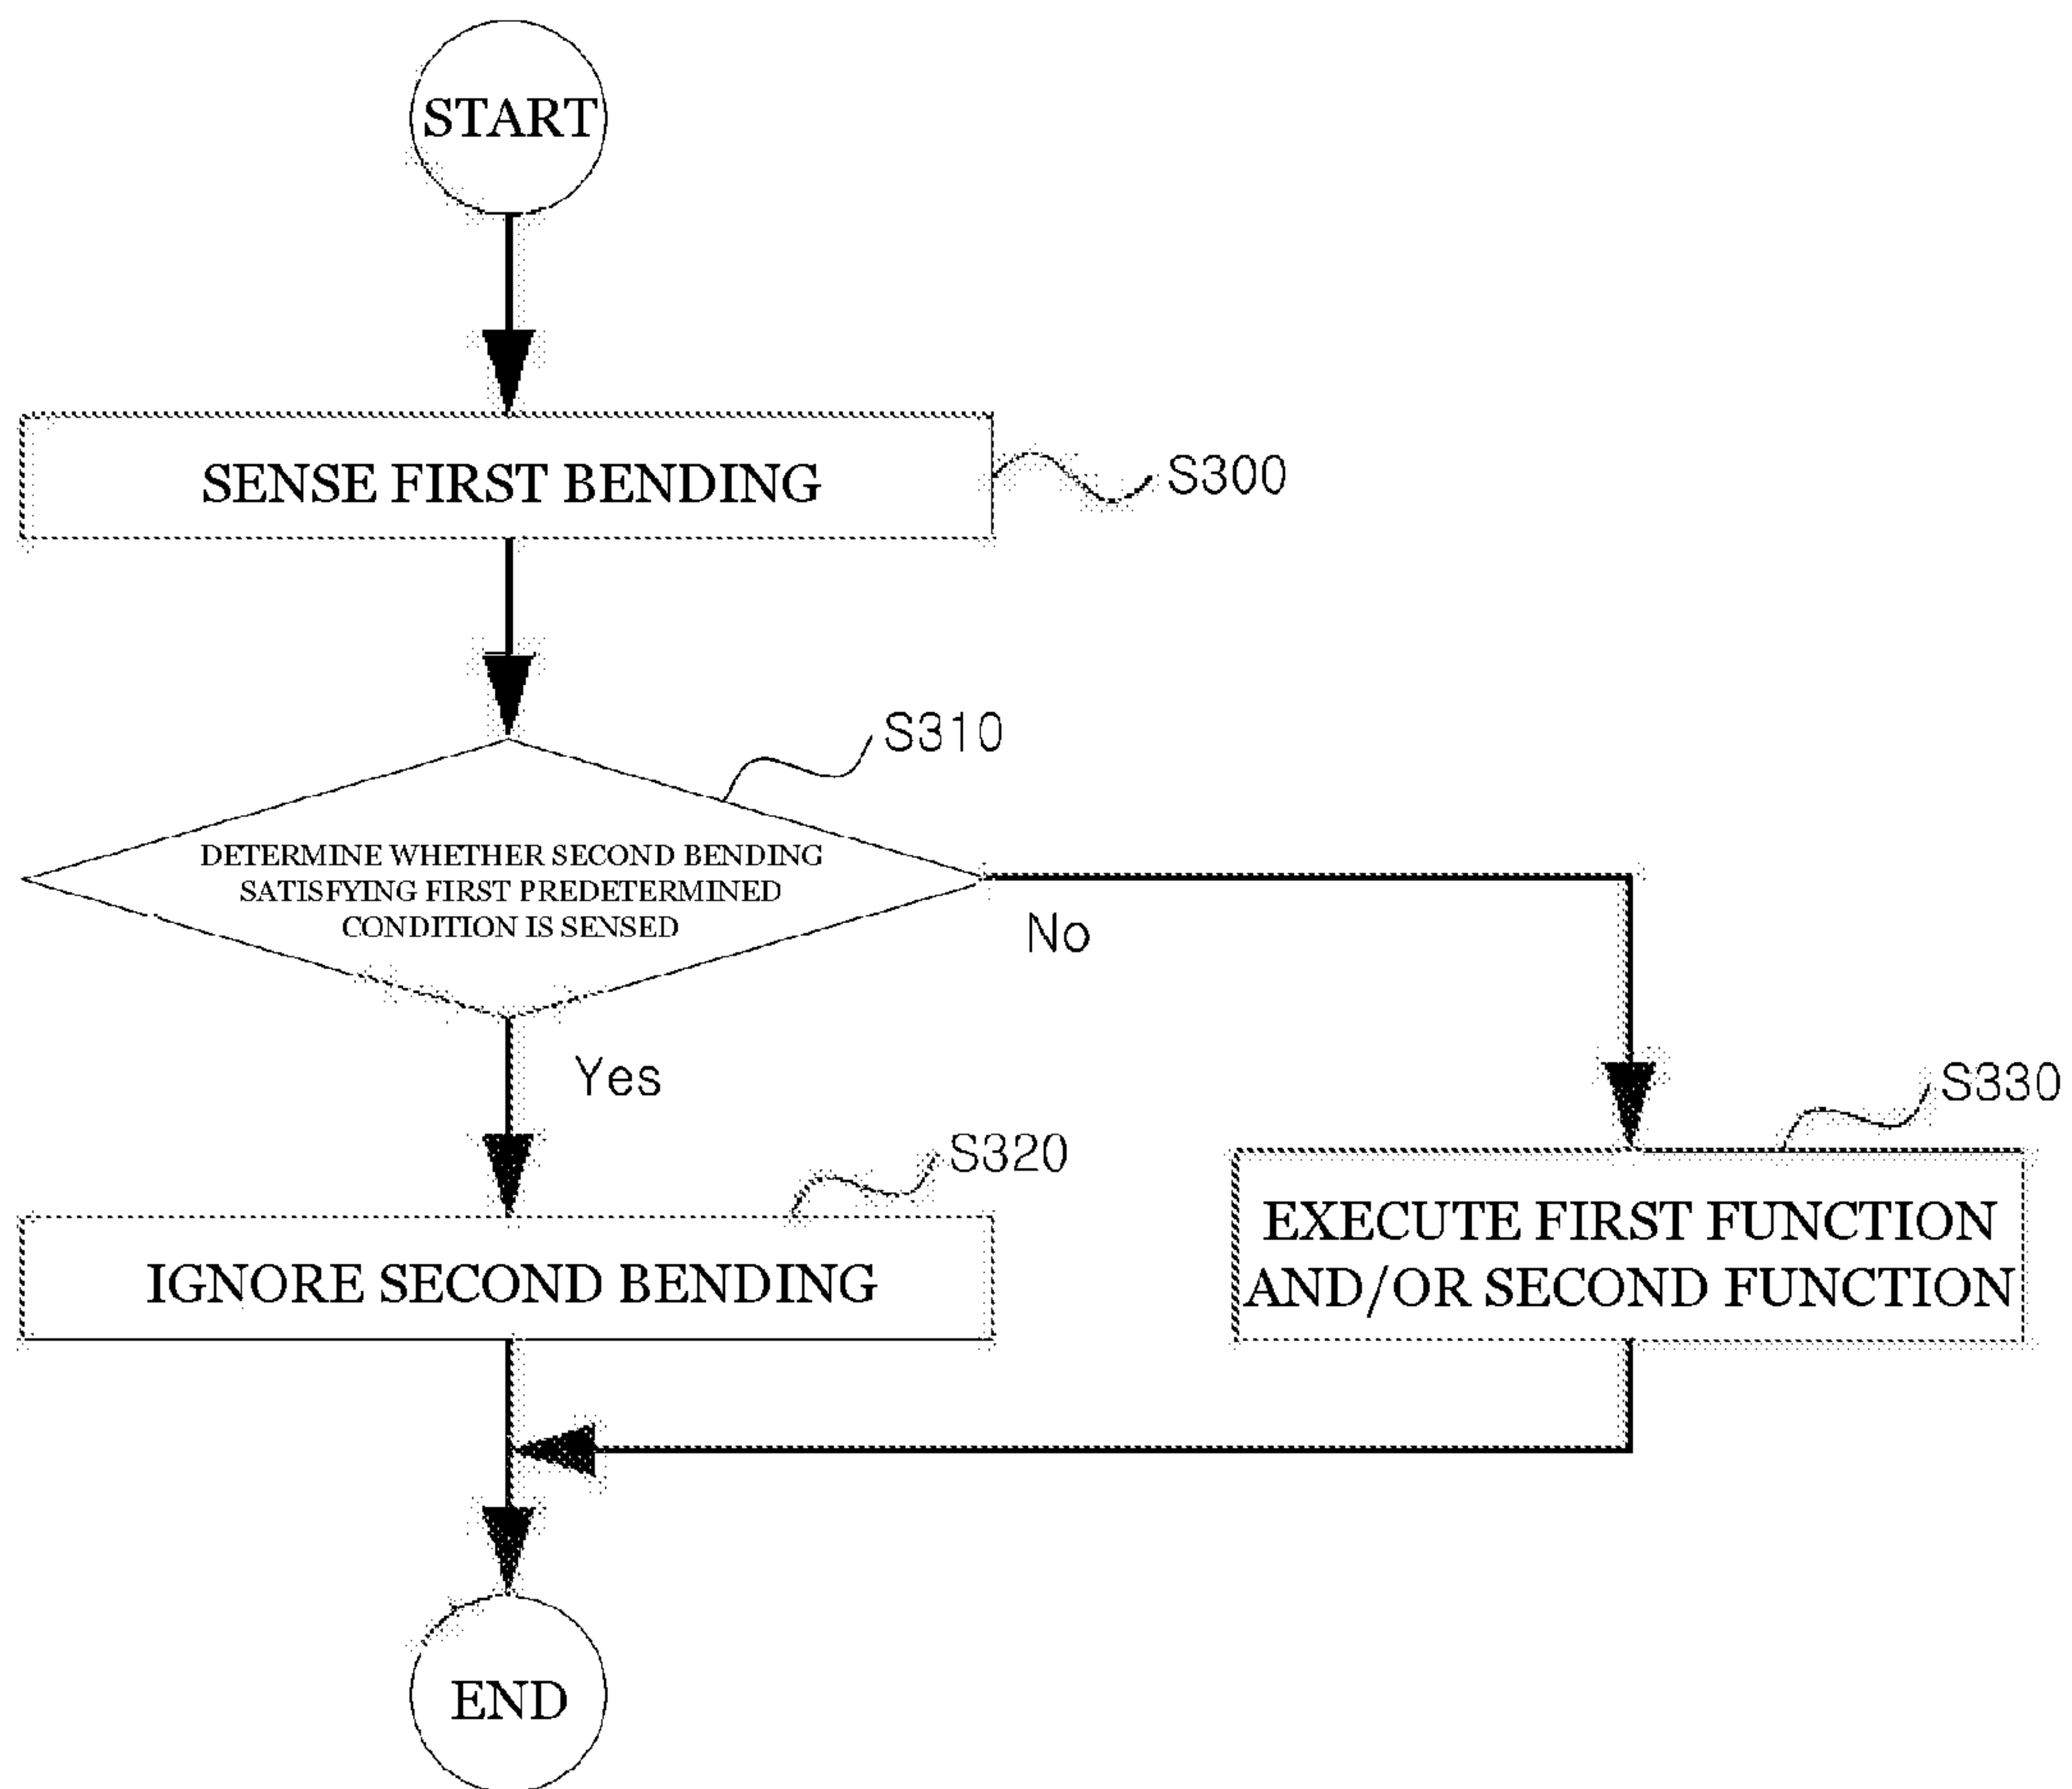 START
SENSE FIRST BENDING
S300
S310
DETERMINE WHETHER SECOND BENDING
SATISFYING FIRST PREDETERMINED
CONDITION IS SENSED
No
Yes
S330
S320
EXECUTE FIRST FUNCTION
AND/OR SECOND FUNCTION
IGNORE SECOND BENDING
END